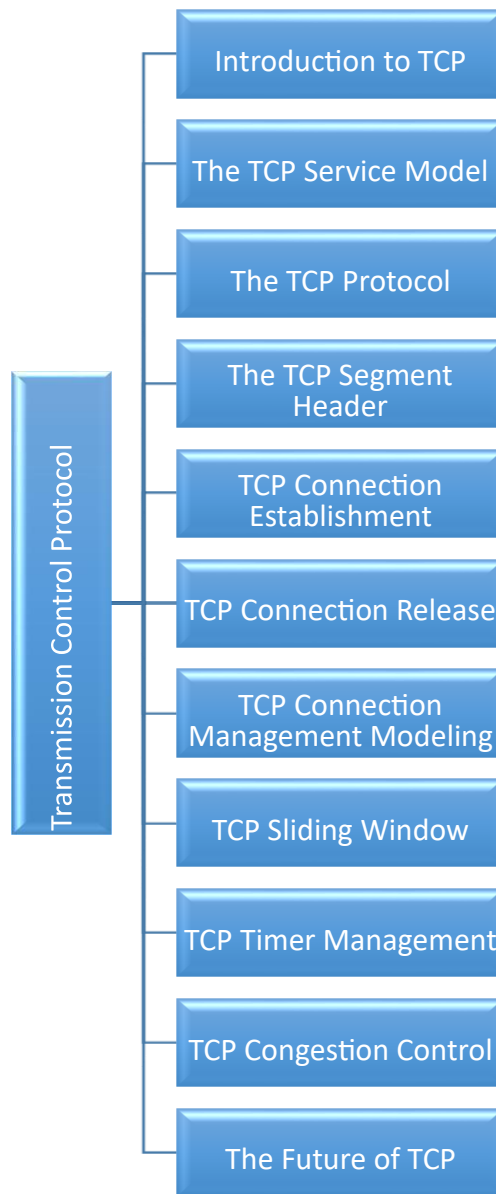 Introduction to TCP
The TCP Service Model
The TCP Protocol
The TCP Segment
Header
TCP Connection
Establishment
Transmission Control Protocol
TCP Connection Release
TCP Connection
Management Modeling
TCP Sliding Window
TCP Timer Management
TCP Congestion Control
The Future of TCP